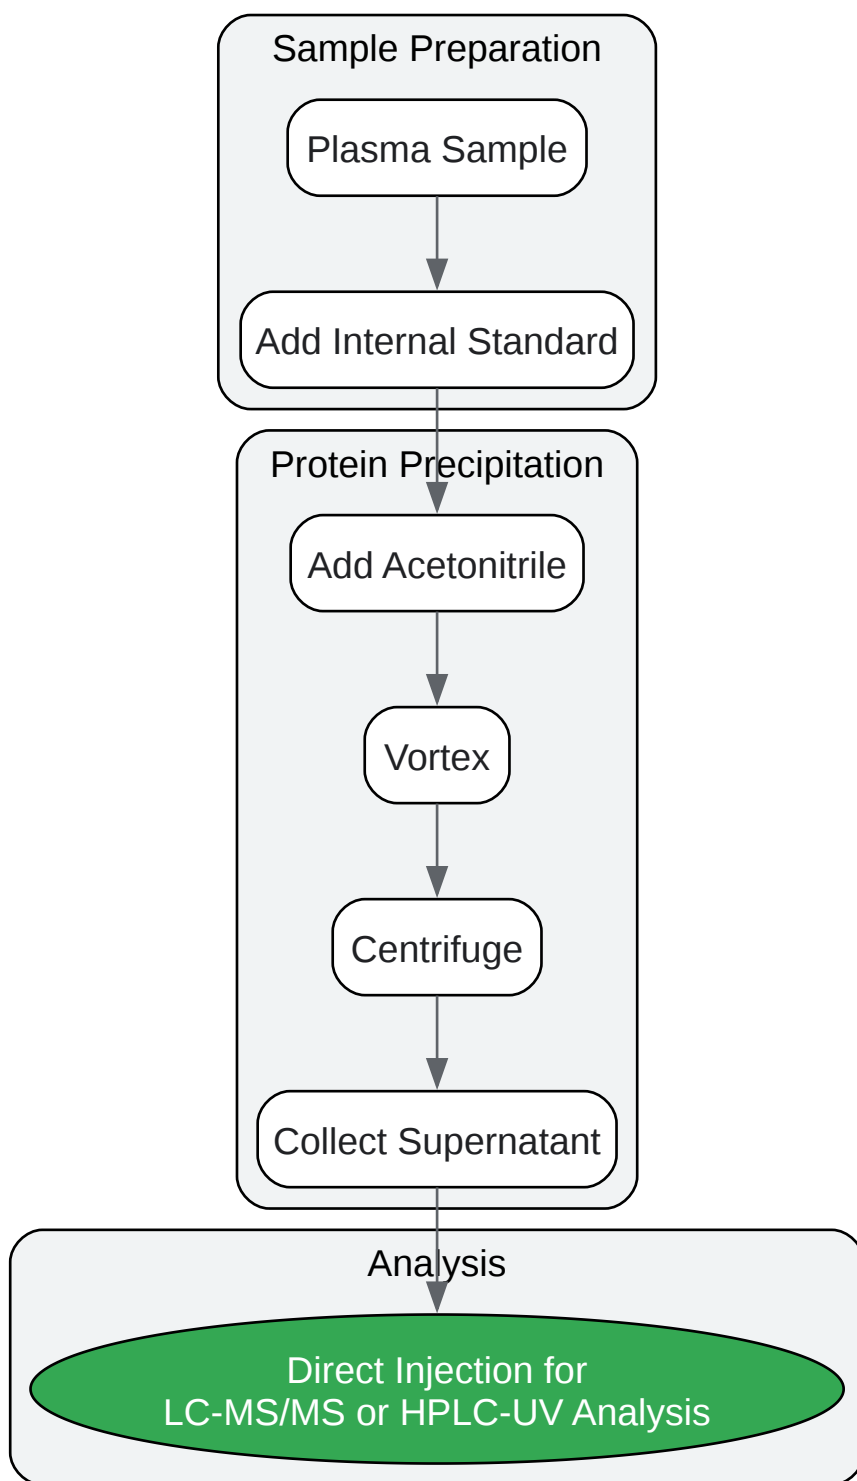 Sample Preparation
Plasma Sample
Add Internal Standard
Protein Precipitation
Add Acetonitrile
Vortex
Centrifuge
Collect Supernatant
Analysis
Direct Injection for
LC-MS/MS or HPLC-UV Analysis